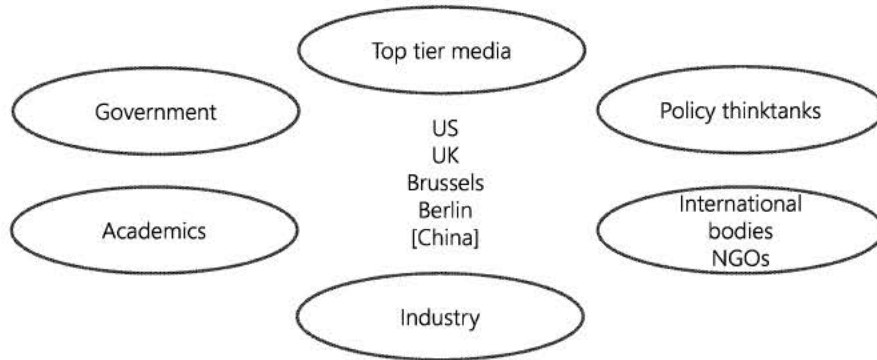 Top tier media
Government
Policy thinktanks
US
UK
Brussels
Berlin
[China]
Academics
International
bodies
NGOs
Industry